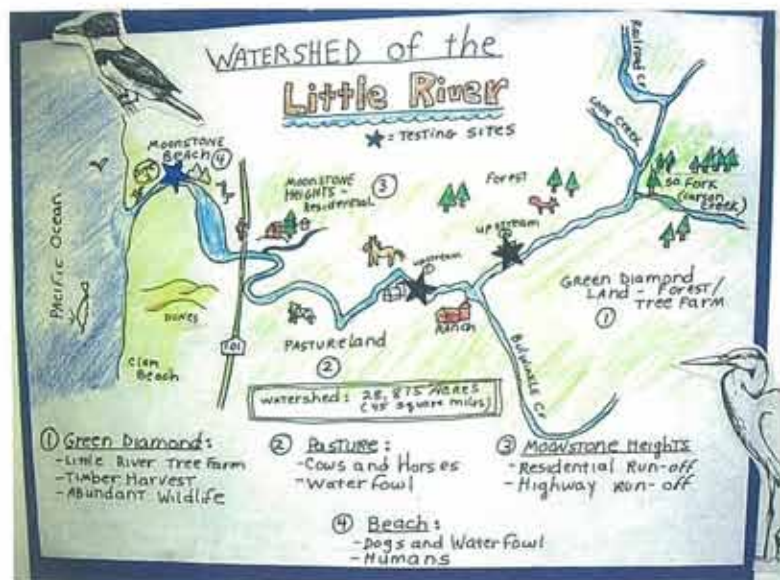 WATERSHED of the
Little River
★ = TESTING SITES
Railroad Cr
CREEK
MOONSTONE
BEACH ④
MOONSTONE
HEIGHTS -
Residential
③
Forest
So. FORK
(Carson
Creek)
upstream
upstream
Pacific Ocean
DUNES
Clam
Beach
101
PASTURELand
②
Ranch
GREEN DIAMOND
LAND - FOREST/
TREE FARM
①
Bulwinkle Cr
watershed: 28,875 Acres
(45 square miles)
① Green Diamond:
- Little River Tree Farm
- Timber Harvest
- Abundant Wildlife
② Pasture:
- Cows and Horses
- Water Fowl
③ Moonstone Heights
- Residential Run-off
- Highway Run-off
④ Beach:
- Dogs and Water Fowl
- Humans